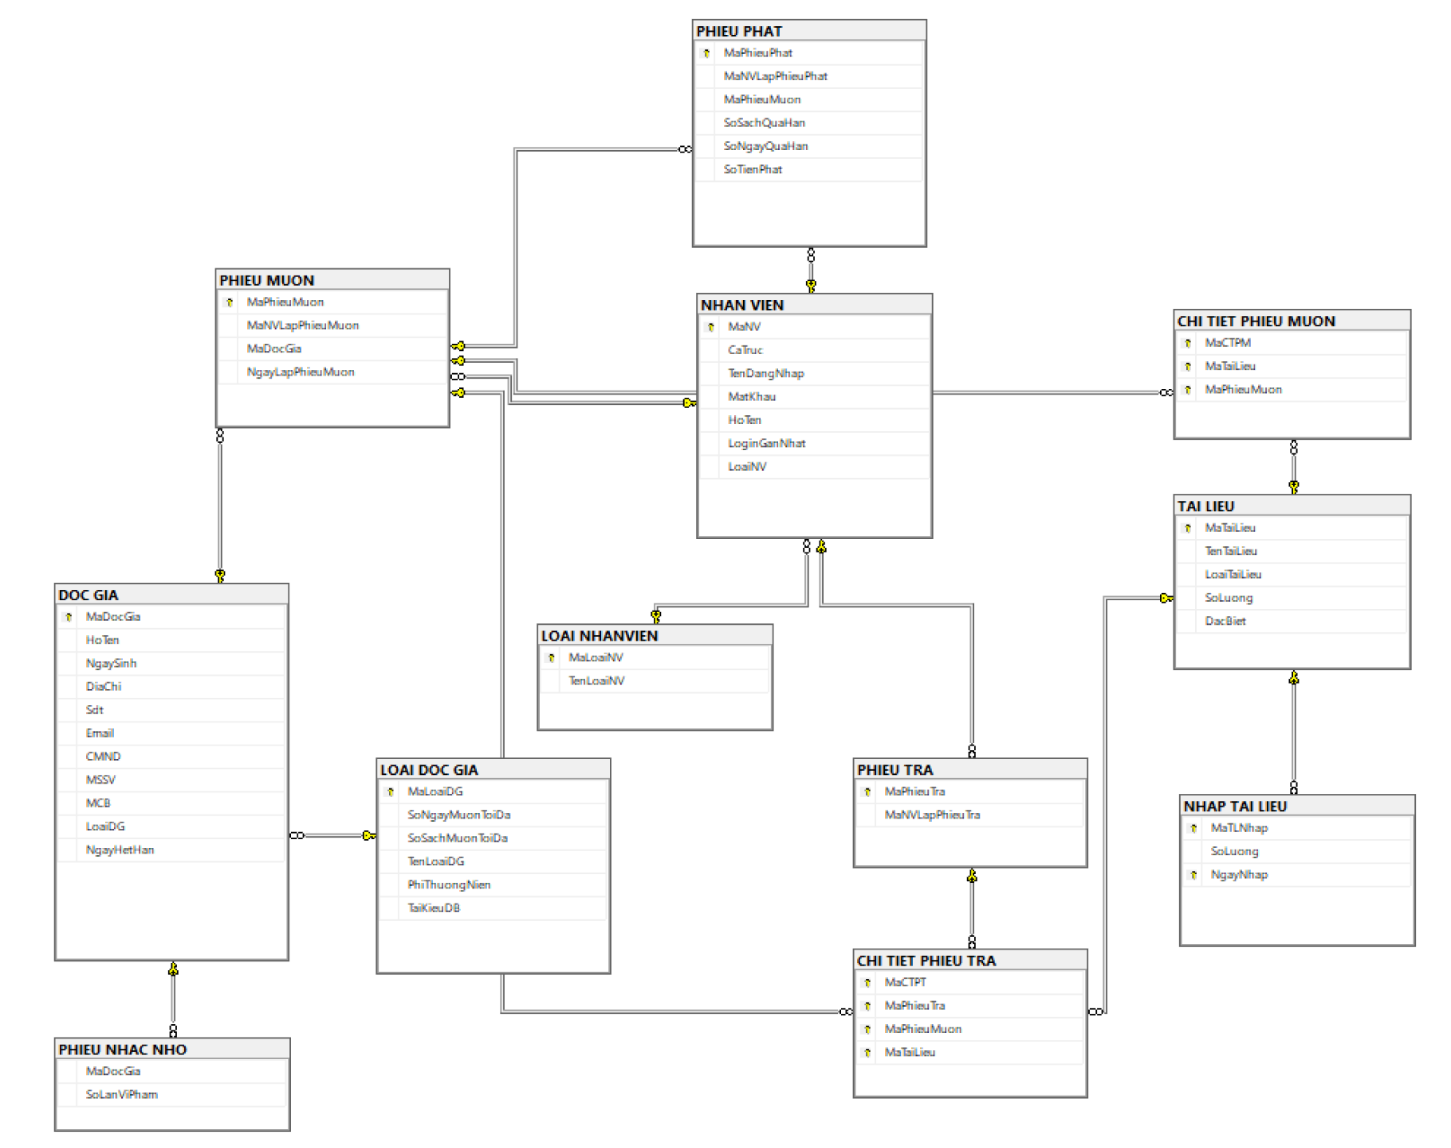 PHIEU PHAT
MaPhieuPhat
MaNVLapPhieuPhat
MaPhieuMuon
SoSachQuaHan
SoNgayQuaHan
SoTienPhat
PHIEU MUON
MaPhieuMuon
MaNVLapPhieuMuon
MaDocGia
NgayLapPhieuMuon
NHAN VIEN
MaNV
CaTruc
TenDangNhap
MatKhau
HoTen
LoginGanNhat
LoaiNV
CHI TIET PHIEU MUON
MaCTPM
MaTaiLieu
MaPhieuMuon
TAI LIEU
MaTaiLieu
TenTaiLieu
LoaiTaiLieu
SoLuong
DacBiet
DOC GIA
MaDocGia
HoTen
NgaySinh
DiaChi
Sdt
Email
CMND
MSSV
MCB
LoaiDG
NgayHetHan
LOAI NHANVIEN
MaLoaiNV
TenLoaiNV
LOAI DOC GIA
MaLoaiDG
SoNgayMuonToiDa
SoSachMuonToiDa
TenLoaiDG
PhiThuongNien
TaiKieuDB
PHIEU TRA
MaPhieuTra
MaNVLapPhieuTra
NHAP TAI LIEU
MaTLNhap
SoLuong
NgayNhap
CHI TIET PHIEU TRA
MaCTPT
MaPhieuTra
MaPhieuMuon
MaTaiLieu
PHIEU NHAC NHO
MaDocGia
SoLanViPham